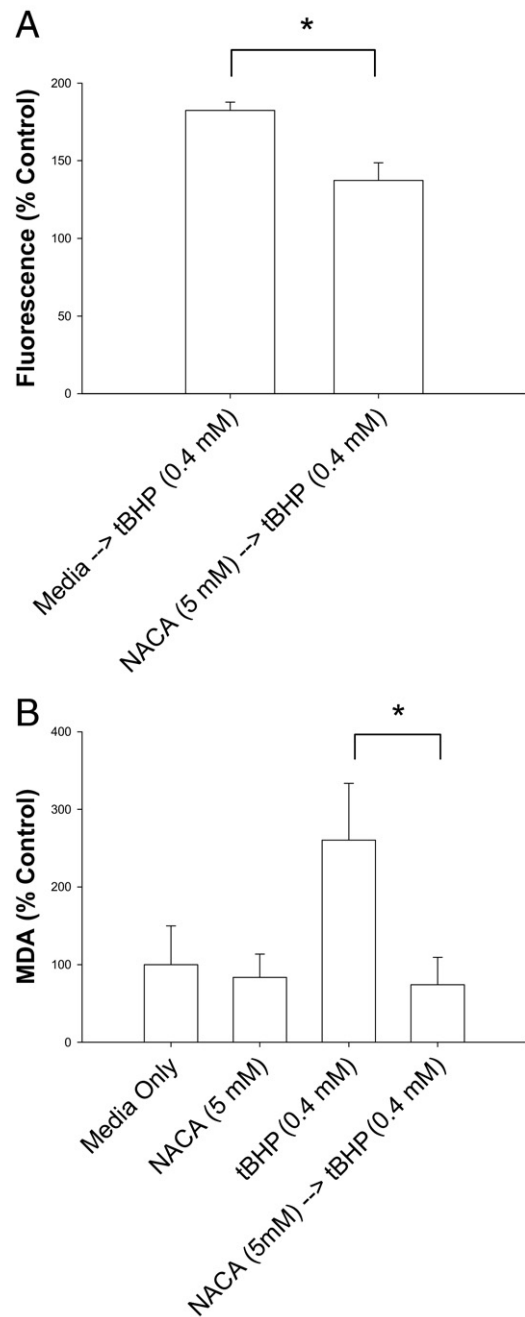 A
*
Fluorescence (% Control)
200
150
100
50
0
Media --> tBHP (0.4 mM)
NACA (5 mM) --> tBHP (0.4 mM)
B
*
MDA (% Control)
400
300
200
100
0
Media Only
NACA (5 mM)
tBHP (0.4 mM)
NACA (5mM) --> tBHP (0.4 mM)